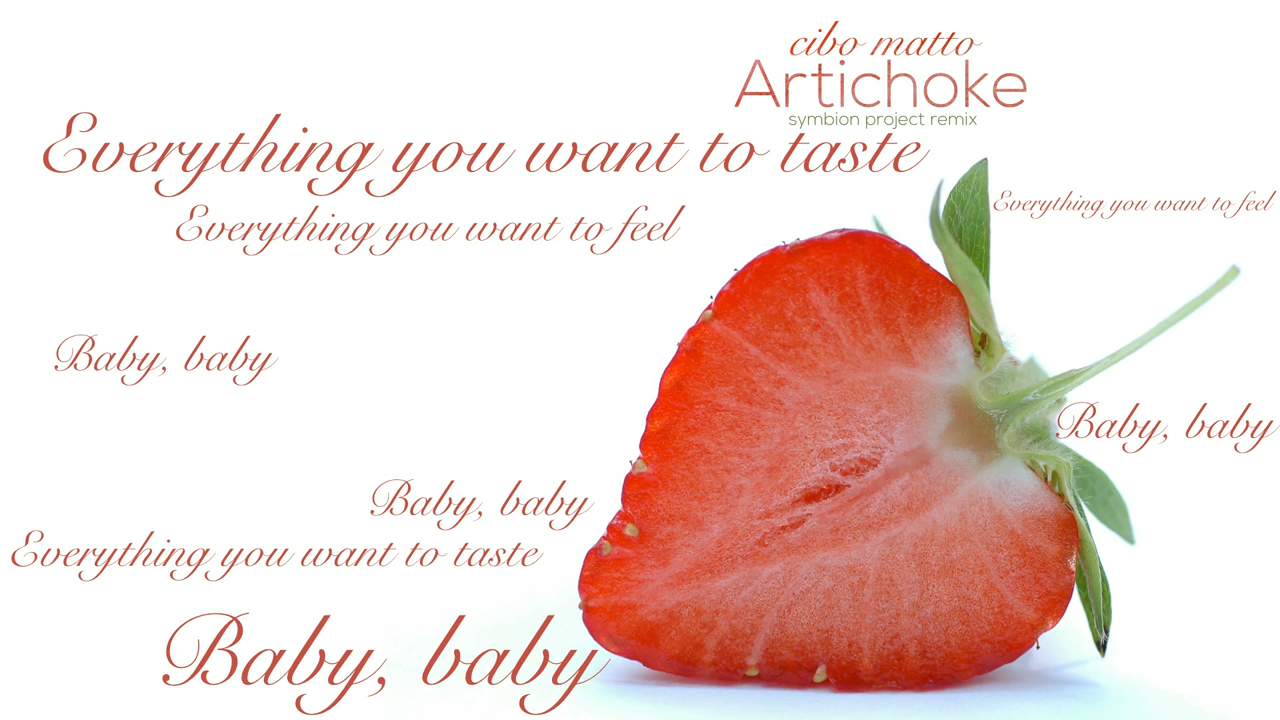 cibo matto
Artichoke
symbion project remix
Everything you want to taste
Everything you want to feel
Everything you want to feel
Baby, baby
Baby, baby
Baby, baby
Everything you want to taste
Baby, baby